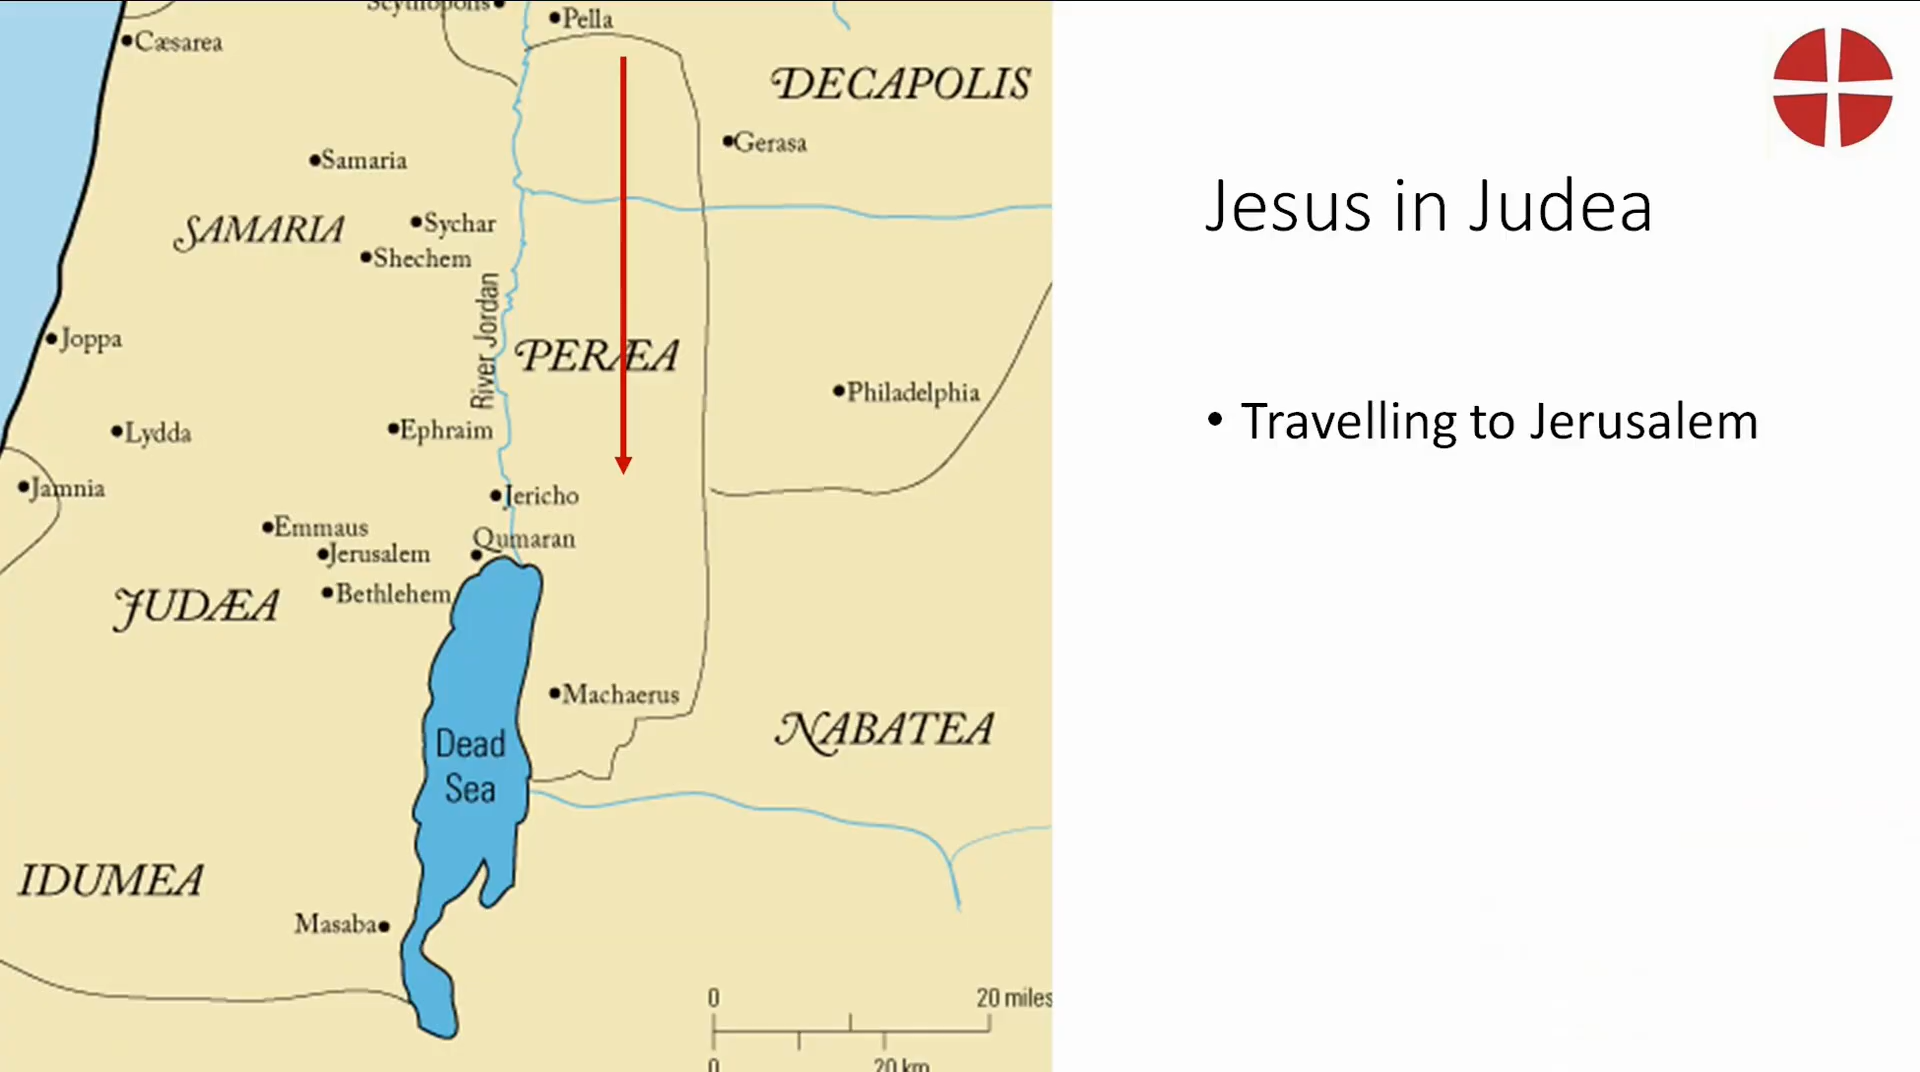 Scythopolis
Pella
Cæsarea
DECAPOLIS
Gerasa
Samaria
SAMARIA
Sychar
Shechem
River Jordan
Joppa
PERÆA
Philadelphia
Lydda
Ephraim
Jamnia
Jericho
Emmaus
Qumaran
Jerusalem
Bethlehem
JUDÆA
Machaerus
NABATEA
Dead
Sea
IDUMEA
Masaba
0 20 miles
0 20 km
Jesus in Judea
• Travelling to Jerusalem